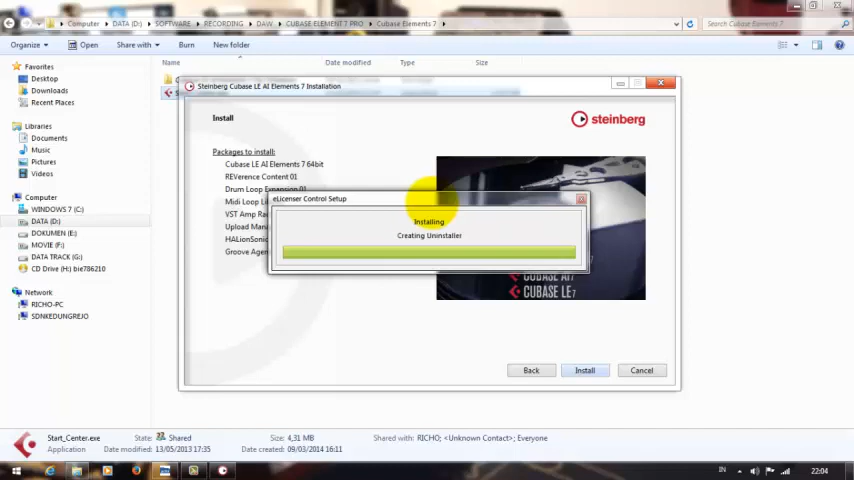 Computer ▸ DATA (D:) ▸ SOFTWARE ▸ RECORDING ▸ DAW ▸ CUBASE ELEMENT 7 PRO ▸ Cubase Elements 7 ▸
Search Cubase Elements 7
Organize
Open
Share with
Burn
New folder
Name
Date modified
Type
Size
Favorites
Desktop
Downloads
Recent Places
Libraries
Documents
Music
Pictures
Videos
Computer
WINDOWS 7 (C:)
DATA (D:)
DOKUMEN (E:)
MOVIE (F:)
DATA TRACK (G:)
CD Drive (H:) bie786210
Network
RICHO-PC
SDNKEDUNGREJO
Steinberg Cubase LE AI Elements 7 Installation
Install
steinberg
Packages to install:
Cubase LE AI Elements 7 64bit
REVerence Content 01
Drum Loop Expansion 01
Midi Loop Li
VST Amp Ra
Upload Mana
HALionSonic
Groove Agen
eLicenser Control Setup
Installing
Creating Uninstaller
CUBASE AI7
CUBASE LE7
Back
Install
Cancel
Start_Center.exe
State:
Shared
Size: 4,31 MB
Shared with: RICHO; <Unknown Contact>; Everyone
Application
Date modified: 13/05/2013 17:35
Date created: 09/03/2014 16:11
IN
22:04